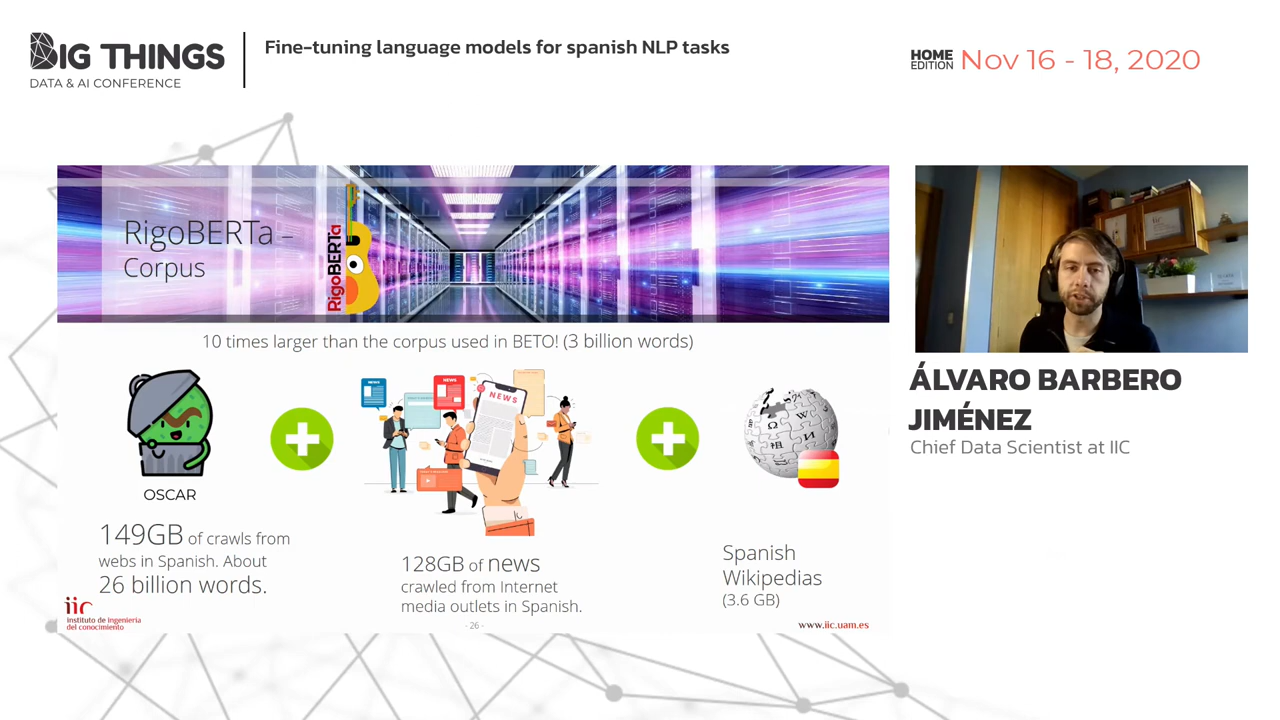 BIG THINGS
DATA & AI CONFERENCE
Fine-tuning language models for spanish NLP tasks
HOME
EDITION
Nov 16 - 18, 2020
RigoBERTa –
Corpus
RigoBERTa
10 times larger than the corpus used in BETO! (3 billion words)
OSCAR
149GB of crawls from
webs in Spanish. About
26 billion words.
NEWS
NEWS
NEWS
128GB of news
crawled from Internet
media outlets in Spanish.
W
Ω
И
Spanish
Wikipedias
(3.6 GB)
iic
instituto de ingeniería
del conocimiento
- 26 -
www.iic.uam.es
ÁLVARO BARBERO
JIMÉNEZ
Chief Data Scientist at IIC